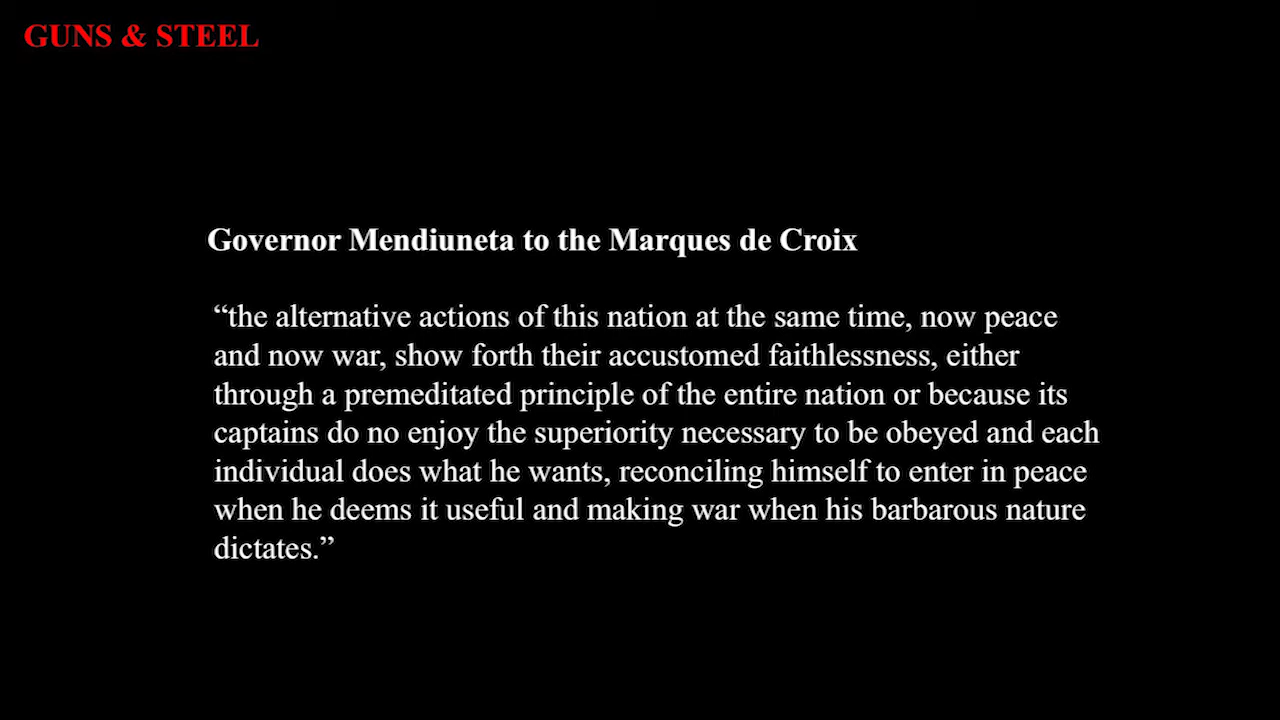 GUNS & STEEL
Governor Mendiuneta to the Marques de Croix
“the alternative actions of this nation at the same time, now peace
and now war, show forth their accustomed faithlessness, either
through a premeditated principle of the entire nation or because its
captains do no enjoy the superiority necessary to be obeyed and each
individual does what he wants, reconciling himself to enter in peace
when he deems it useful and making war when his barbarous nature
dictates.”